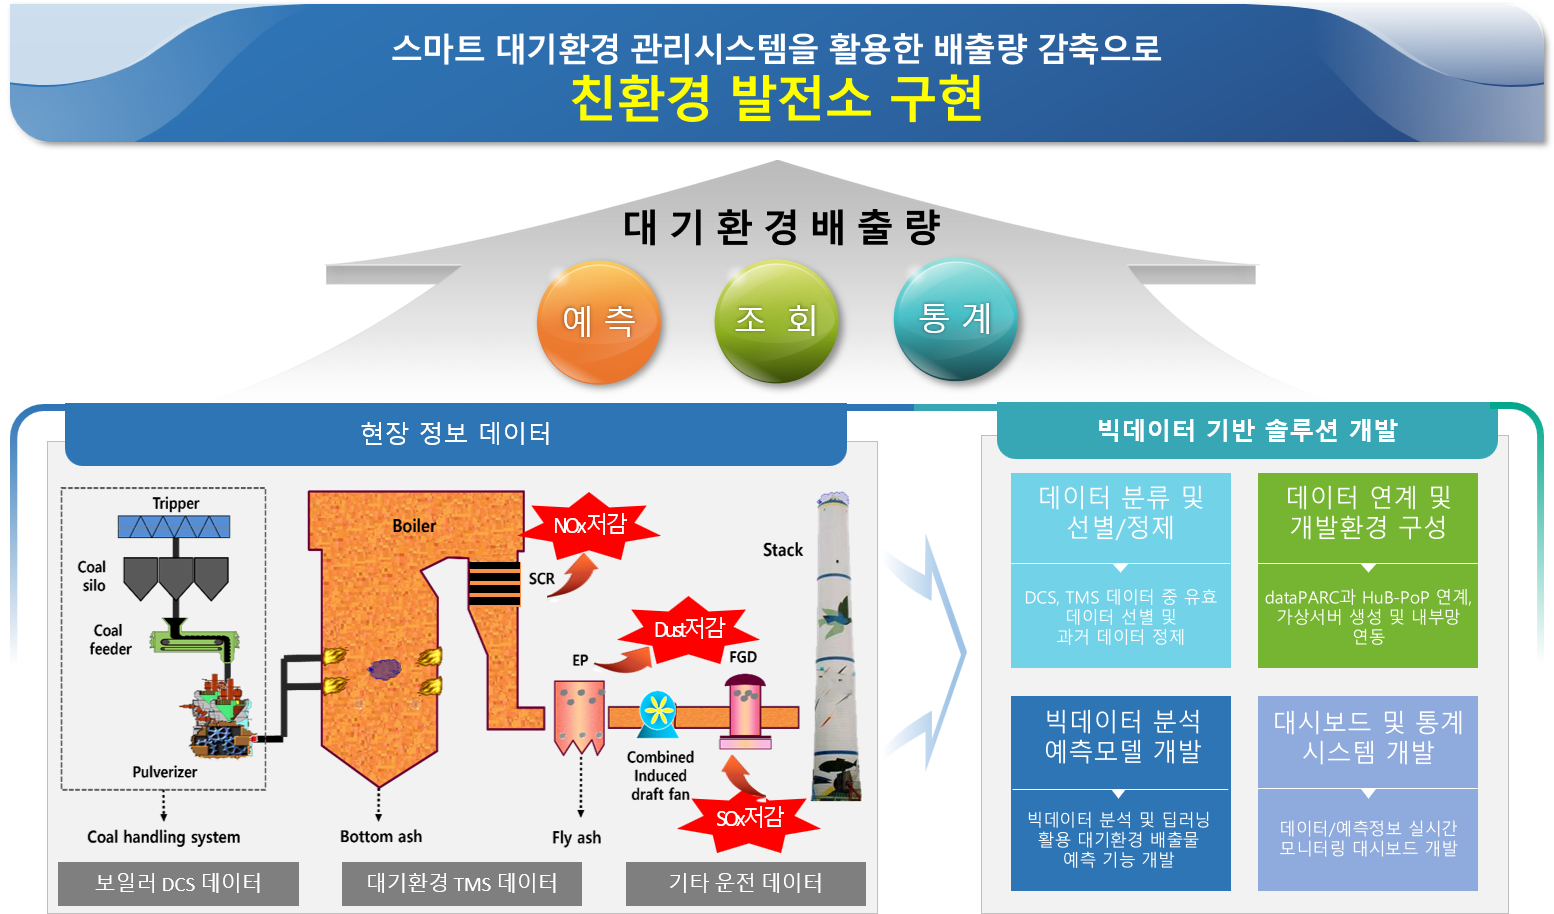 스마트 대기환경 관리시스템을 활용한 배출량 감축으로
친환경 발전소 구현
대기환경배출량
예측
조 회
통계
현장 정보 데이터
Tripper
Coal
silo
Coal
feeder
Pulverizer
Coal handling system
Boiler
Bottom ash
SCR
NOx저감
EP
Dust저감
Fly ash
Combined
Induced
draft fan
FGD
SOx저감
Stack
보일러 DCS 데이터
대기환경 TMS 데이터
기타 운전 데이터
빅데이터 기반 솔루션 개발
데이터 분류 및
선별/정제
DCS, TMS 데이터 중 유효
데이터 선별 및
과거 데이터 정제
데이터 연계 및
개발환경 구성
dataPARC과 HuB-PoP 연계,
가상서버 생성 및 내부망
연동
빅데이터 분석
예측모델 개발
빅데이터 분석 및 딥러닝
활용 대기환경 배출물
예측 기능 개발
대시보드 및 통계
시스템 개발
데이터/예측정보 실시간
모니터링 대시보드 개발